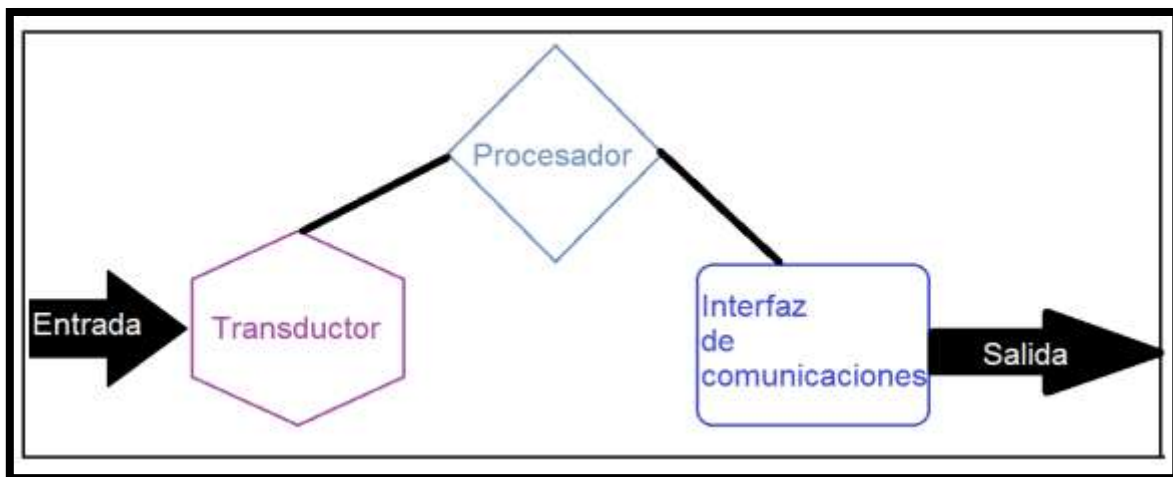 Procesador
Entrada
Transductor
Interfaz
de
comunicaciones
Salida